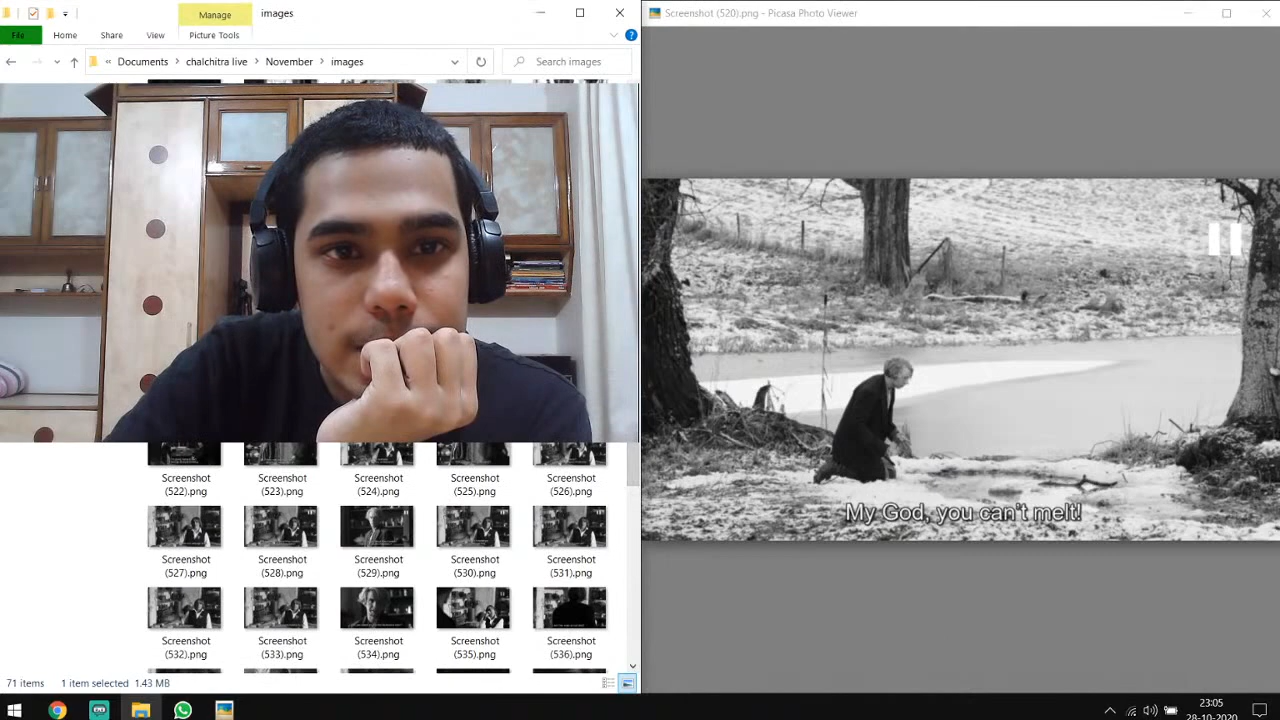 Manage
images
File
Home
Share
View
Picture Tools
« Documents > chalchitra live > November > images
Search images
Screenshot (522).png
Screenshot (523).png
Screenshot (524).png
Screenshot (525).png
Screenshot (526).png
Screenshot (527).png
Screenshot (528).png
Screenshot (529).png
Screenshot (530).png
Screenshot (531).png
Screenshot (532).png
Screenshot (533).png
Screenshot (534).png
Screenshot (535).png
Screenshot (536).png
71 items
1 item selected 1.43 MB
Screenshot (520).png - Picasa Photo Viewer
My God, you can't melt!
23:05
28-10-2020